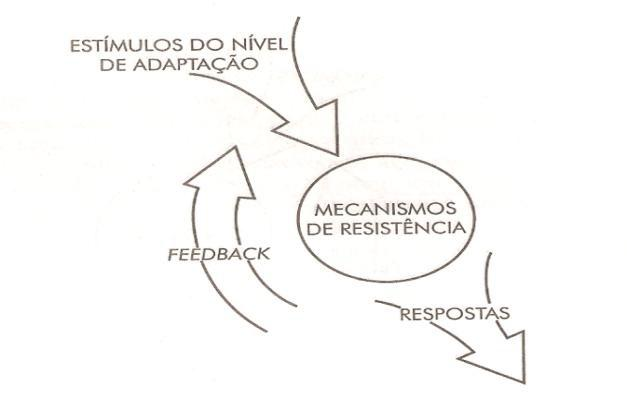 ESTÍMULOS DO NÍVEL
DE ADAPTAÇÃO
MECANISMOS
DE RESISTÊNCIA
FEEDBACK
RESPOSTAS